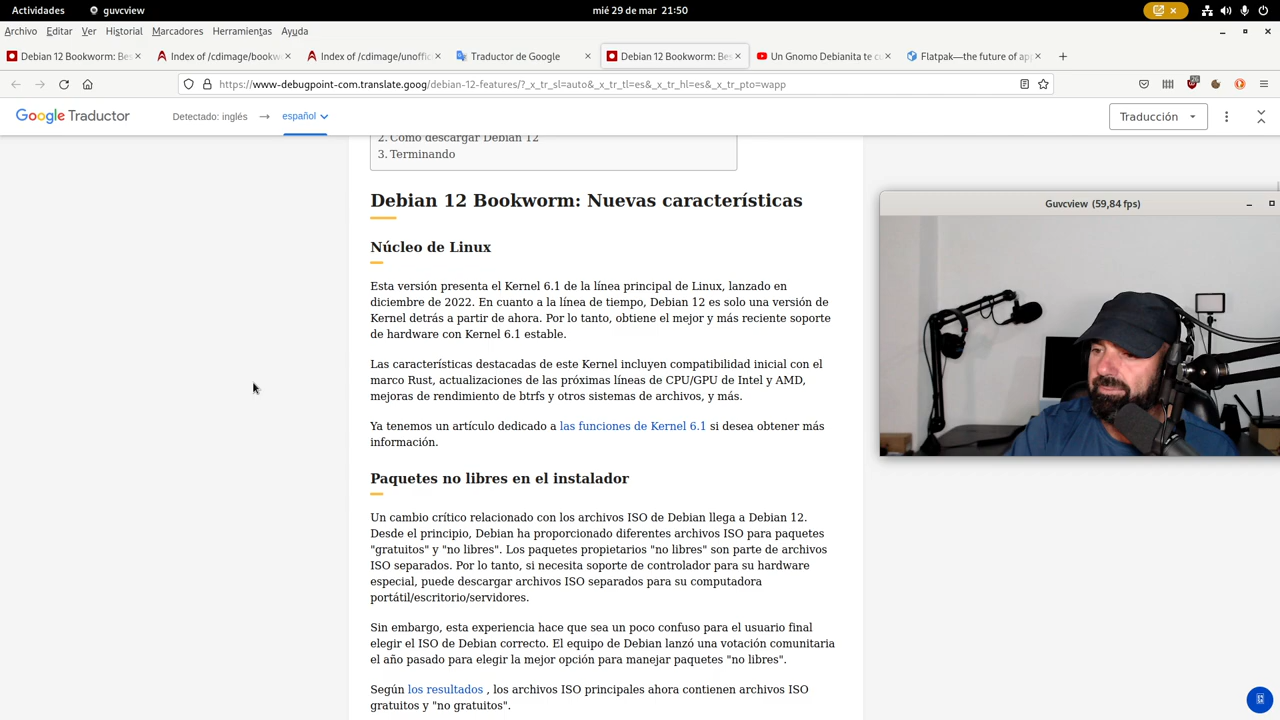 Actividades guvcview mié 29 de mar 21:50
Archivo Editar Ver Historial Marcadores Herramientas Ayuda
Debian 12 Bookworm: Bes Index of /cdimage/bookw Index of /cdimage/unoffic Traductor de Google Debian 12 Bookworm: Bes Un Gnomo Debianita te cu Flatpak—the future of app
https://www-debugpoint-com.translate.goog/debian-12-features/?_x_tr_sl=auto&_x_tr_tl=es&_x_tr_hl=es&_x_tr_pto=wapp
Google Traductor Detectado: inglés → español Traducción
2. Cómo descargar Debian 12
3. Terminando
Debian 12 Bookworm: Nuevas características
Núcleo de Linux
Guvcview (59,84 fps)
Esta versión presenta el Kernel 6.1 de la línea principal de Linux, lanzado en
diciembre de 2022. En cuanto a la línea de tiempo, Debian 12 es solo una versión de
Kernel detrás a partir de ahora. Por lo tanto, obtiene el mejor y más reciente soporte
de hardware con Kernel 6.1 estable.
Las características destacadas de este Kernel incluyen compatibilidad inicial con el
marco Rust, actualizaciones de las próximas líneas de CPU/GPU de Intel y AMD,
mejoras de rendimiento de btrfs y otros sistemas de archivos, y más.
Ya tenemos un artículo dedicado a las funciones de Kernel 6.1 si desea obtener más
información.
Paquetes no libres en el instalador
Un cambio crítico relacionado con los archivos ISO de Debian llega a Debian 12.
Desde el principio, Debian ha proporcionado diferentes archivos ISO para paquetes
"gratuitos" y "no libres". Los paquetes propietarios "no libres" son parte de archivos
ISO separados. Por lo tanto, si necesita soporte de controlador para su hardware
especial, puede descargar archivos ISO separados para su computadora
portátil/escritorio/servidores.
Sin embargo, esta experiencia hace que sea un poco confuso para el usuario final
elegir el ISO de Debian correcto. El equipo de Debian lanzó una votación comunitaria
el año pasado para elegir la mejor opción para manejar paquetes "no libres".
Según los resultados , los archivos ISO principales ahora contienen archivos ISO
gratuitos y "no gratuitos".